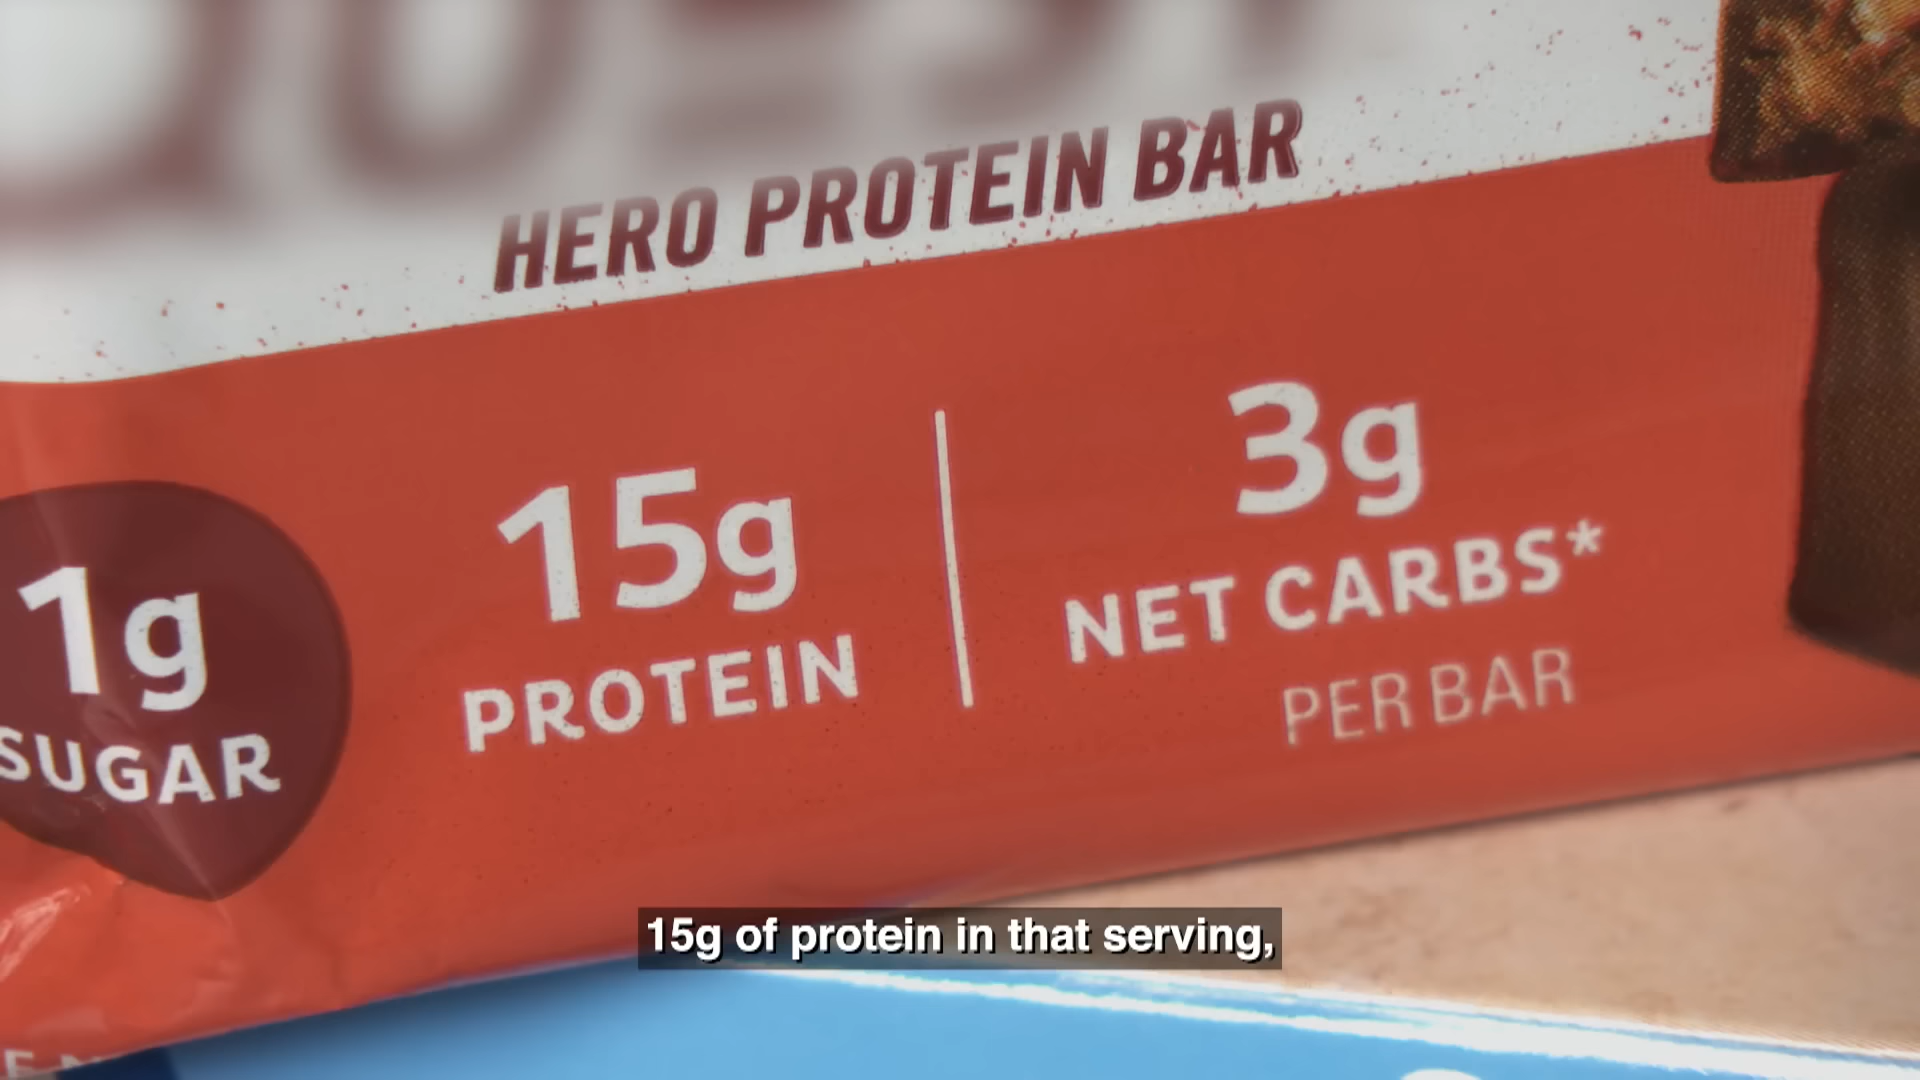 HERO PROTEIN BAR
3g
15g
NET CARBS*
1g
PROTEIN
PER BAR
SUGAR
15g of protein in that serving,